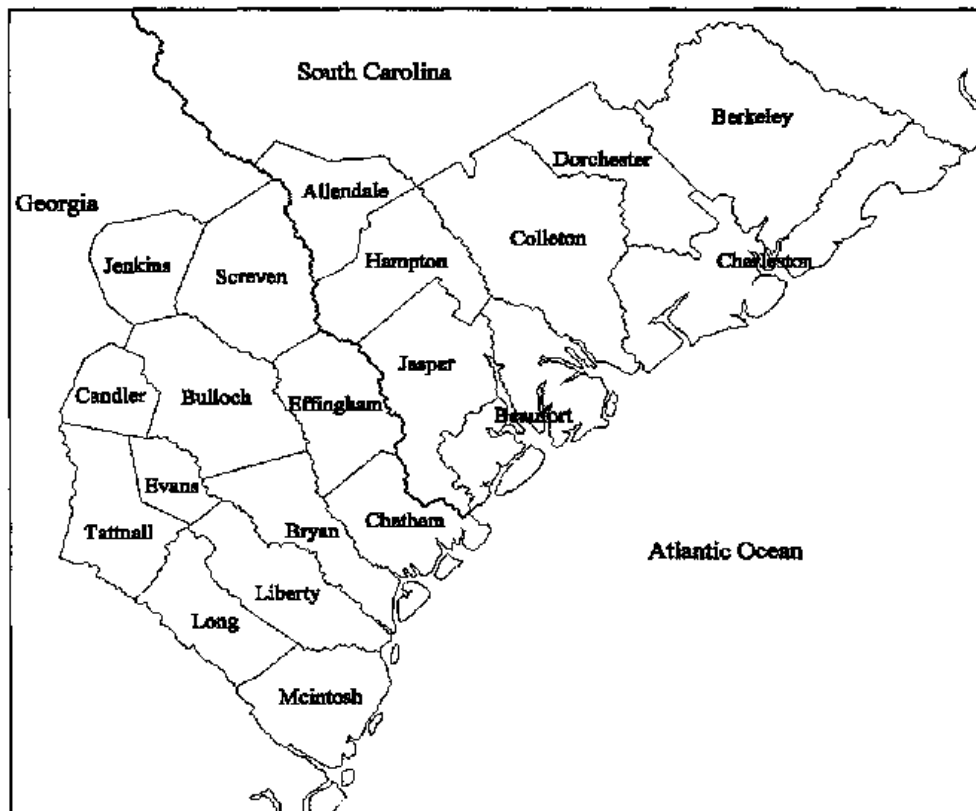 South Carolina
Berkeley
Dorchester
Allendale
Georgia
Colleton
Hampton
Charleston
Jenkins
Screven
Jasper
Candler
Bulloch
Effingham
Beaufort
Evans
Chatham
Tattnall
Bryan
Atlantic Ocean
Liberty
Long
Mcintosh